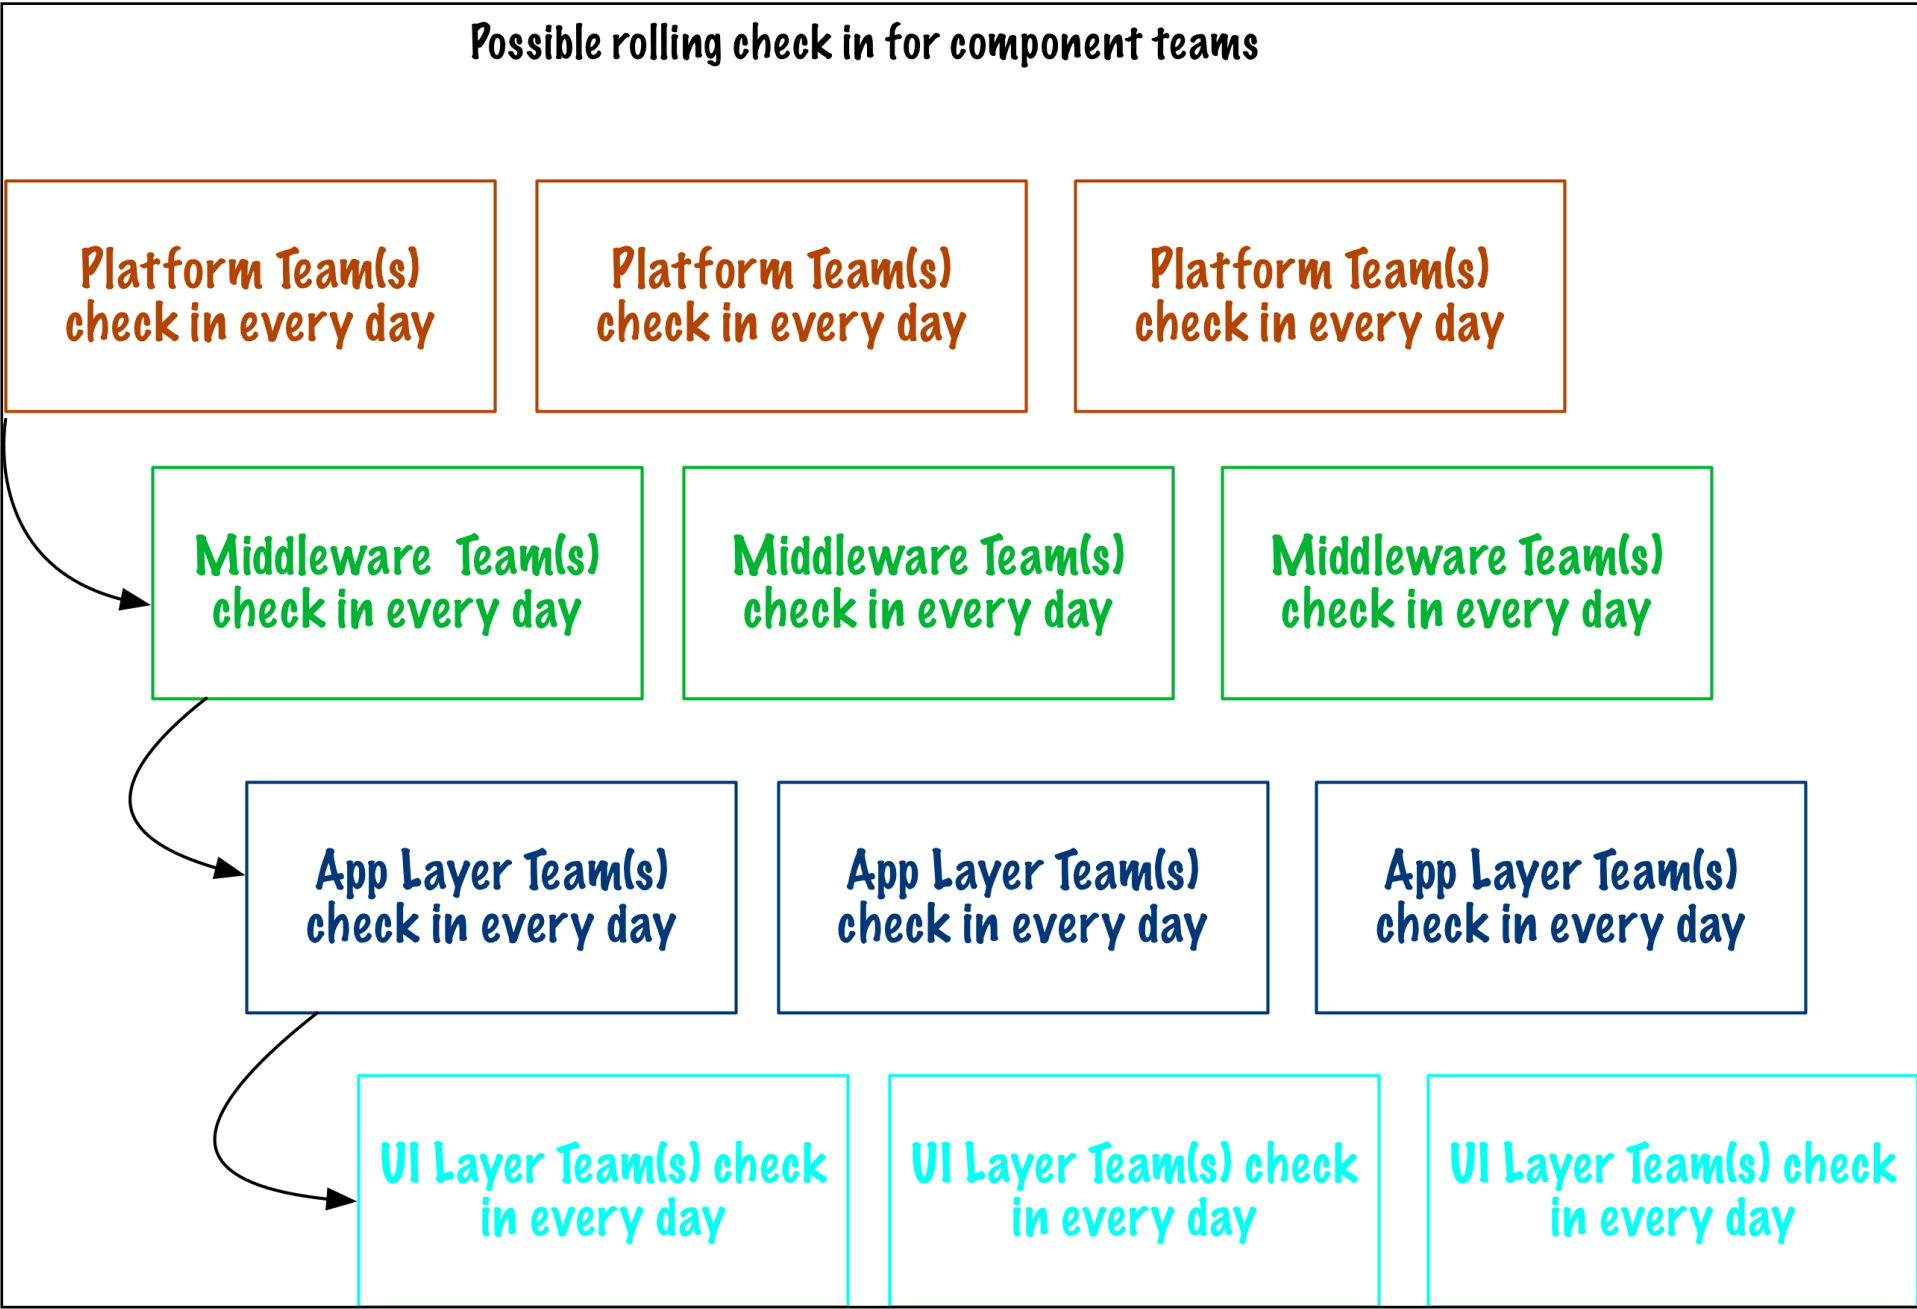 Possible rolling check in for component teams
Platform Team(s)
check in every day
Platform Team(s)
check in every day
Platform Team(s)
check in every day
Middleware Team(s)
check in every day
Middleware Team(s)
check in every day
Middleware Team(s)
check in every day
App Layer Team(s)
check in every day
App Layer Team(s)
check in every day
App Layer Team(s)
check in every day
UI Layer Team(s) check
in every day
UI Layer Team(s) check
in every day
UI Layer Team(s) check
in every day